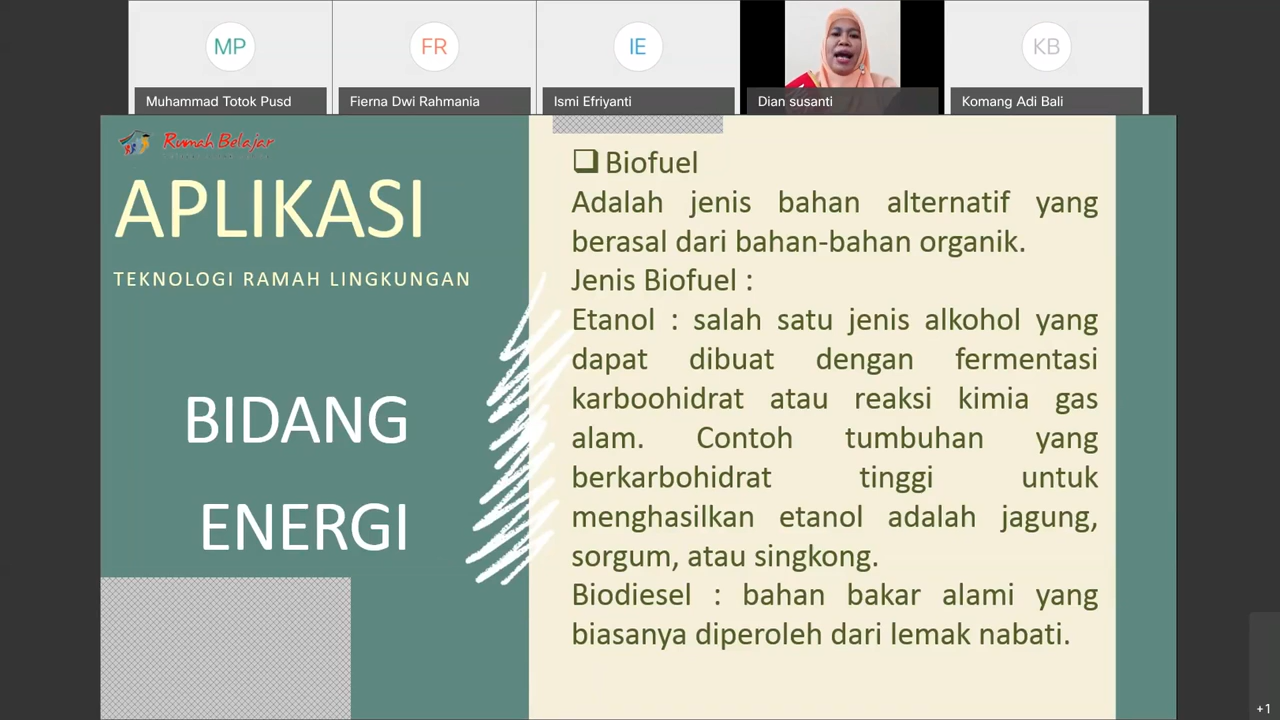 MP
FR
IE
KB
Muhammad Totok Pusd
Fierna Dwi Rahmania
Ismi Efriyanti
Dian susanti
Komang Adi Bali
Rumah Belajar
APLIKASI
TEKNOLOGI RAMAH LINGKUNGAN
BIDANG
ENERGI
❑ Biofuel
Adalah jenis bahan alternatif yang
berasal dari bahan-bahan organik.
Jenis Biofuel :
Etanol : salah satu jenis alkohol yang
dapat dibuat dengan fermentasi
karboohidrat atau reaksi kimia gas
alam. Contoh tumbuhan yang
berkarbohidrat tinggi untuk
menghasilkan etanol adalah jagung,
sorgum, atau singkong.
Biodiesel : bahan bakar alami yang
biasanya diperoleh dari lemak nabati.
+1